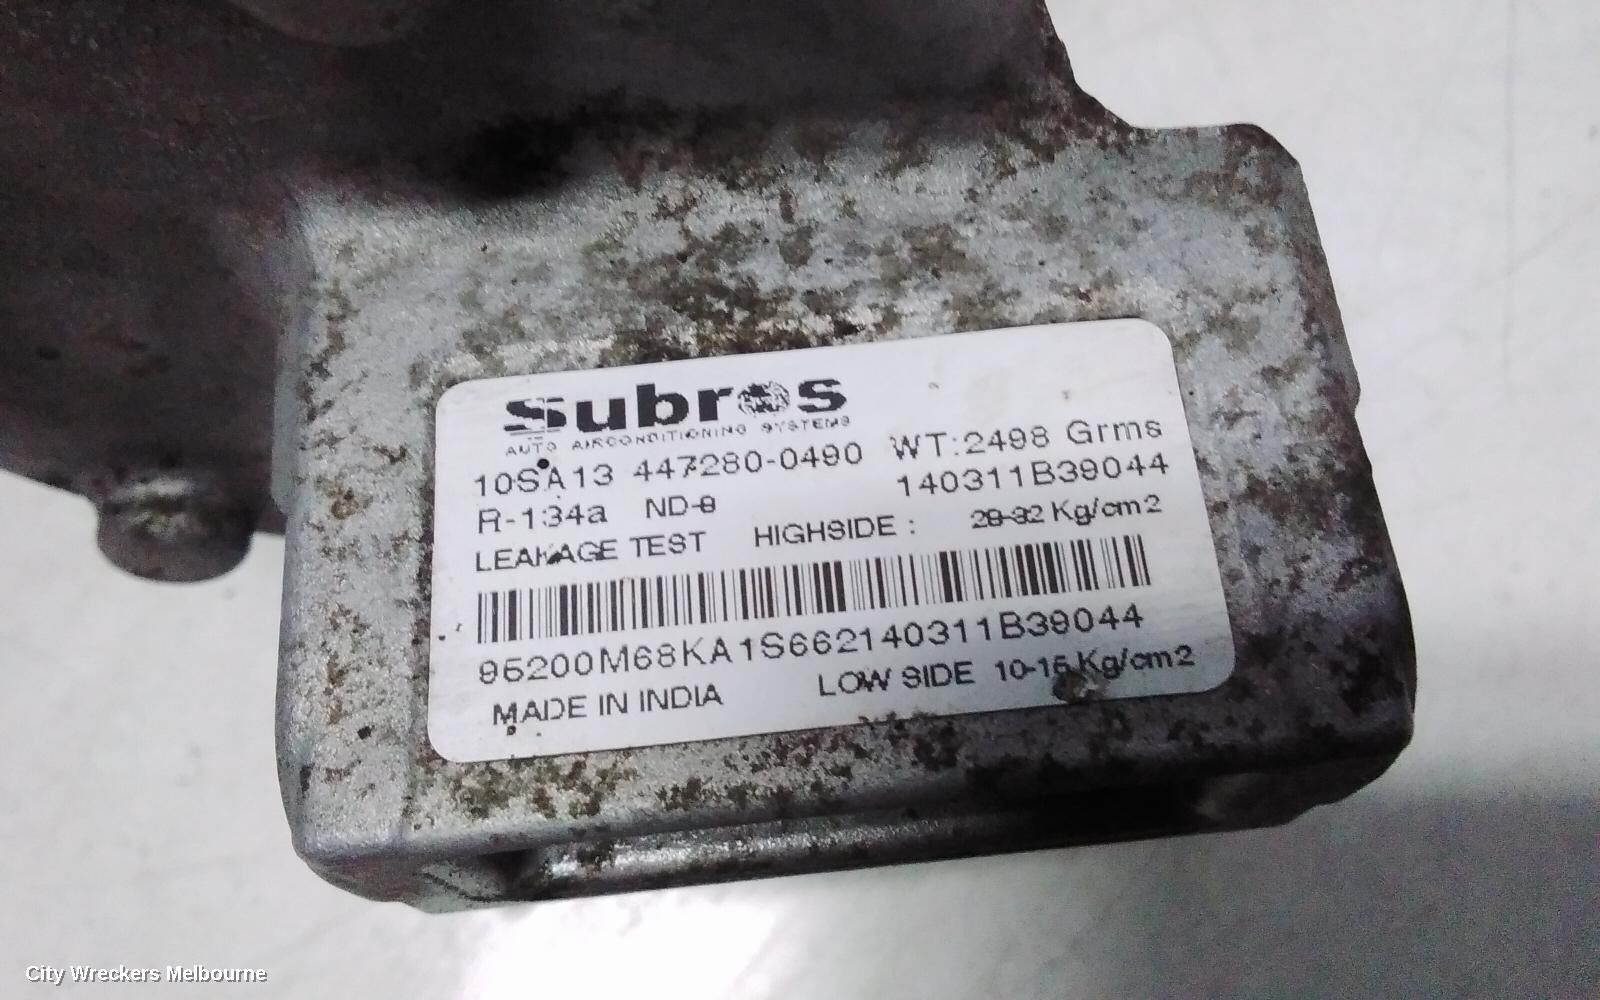 Subros
AUTO AIRCONDITIONING SYSTEMS
10SA13 447280-0490 WT:2498 Grms
R-134a ND-8 140311B39044
LEAKAGE TEST HIGHSIDE : 28-32 Kg/cm2
95200M68KA1S662140311B39044
MADE IN INDIA LOW SIDE 10-15 Kg/cm2
City Wreckers Melbourne